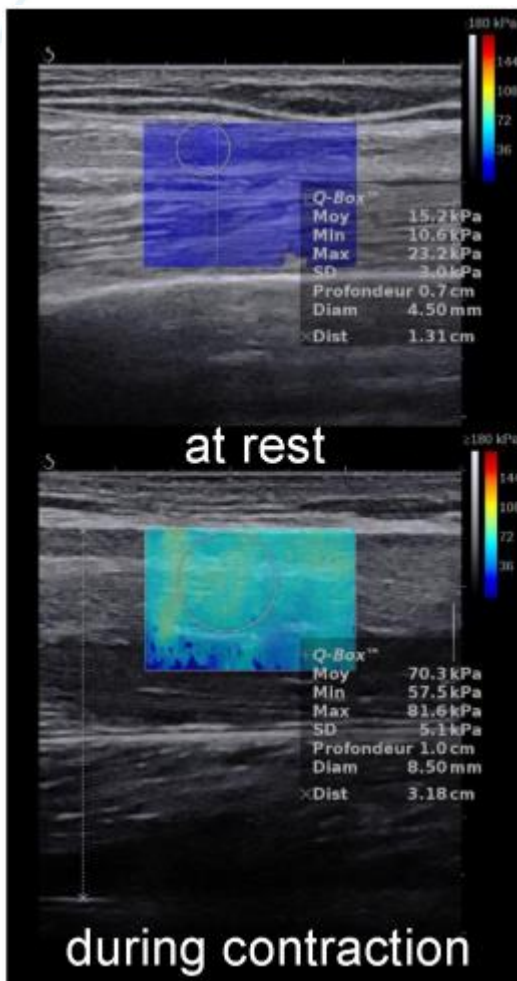 S
180 kPa
144
108
72
36
Q-Box™
Moy 15.2 kPa
Min 10.6 kPa
Max 23.2 kPa
SD 3.0 kPa
Profondeur 0.7 cm
Diam 4.50 mm
Dist 1.31 cm
at rest
S
≥180 kPa
144
108
72
36
Q-Box™
Moy 70.3 kPa
Min 57.5 kPa
Max 81.6 kPa
SD 5.1 kPa
Profondeur 1.0 cm
Diam 8.50 mm
Dist 3.18 cm
during contraction